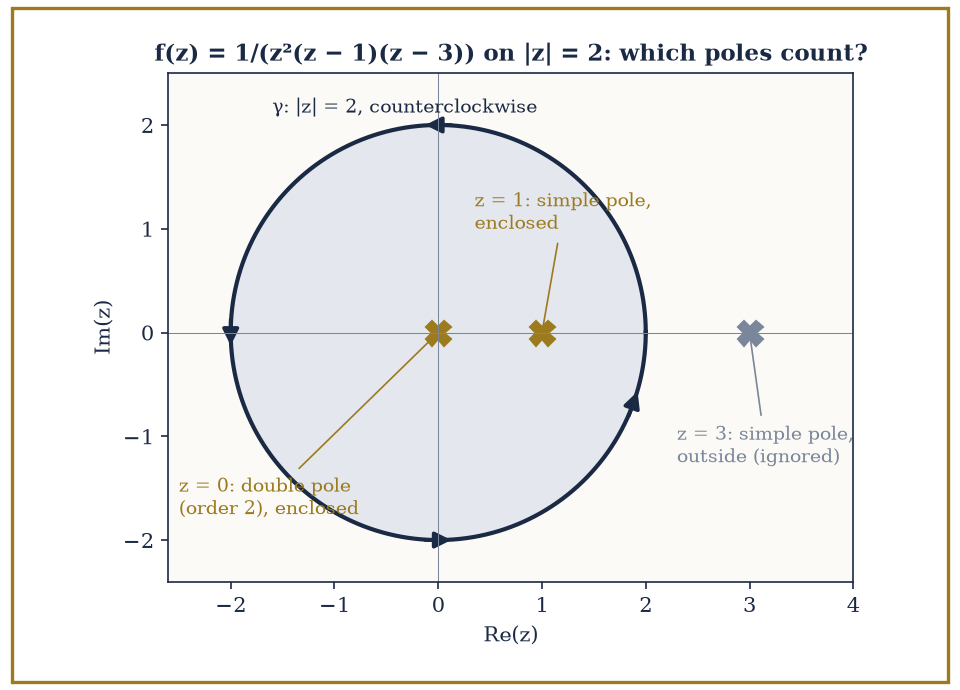 f(z) = 1/(z²(z − 1)(z − 3)) on |z| = 2: which poles count?
γ: |z| = 2, counterclockwise
z = 1: simple pole,
enclosed
z = 3: simple pole,
outside (ignored)
z = 0: double pole
(order 2), enclosed
Im(z)
2
1
0
−1
−2
−2
−1
0
1
2
3
4
Re(z)